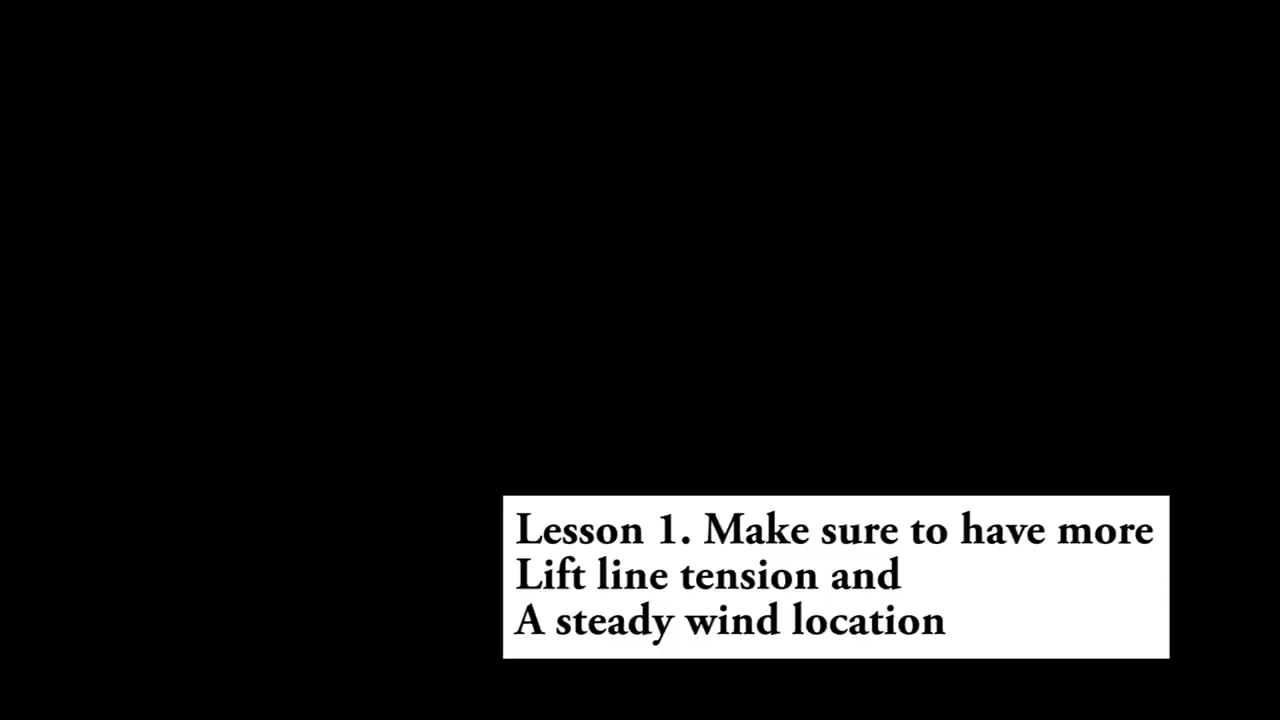 Lesson 1. Make sure to have more
Lift line tension and
A steady wind location